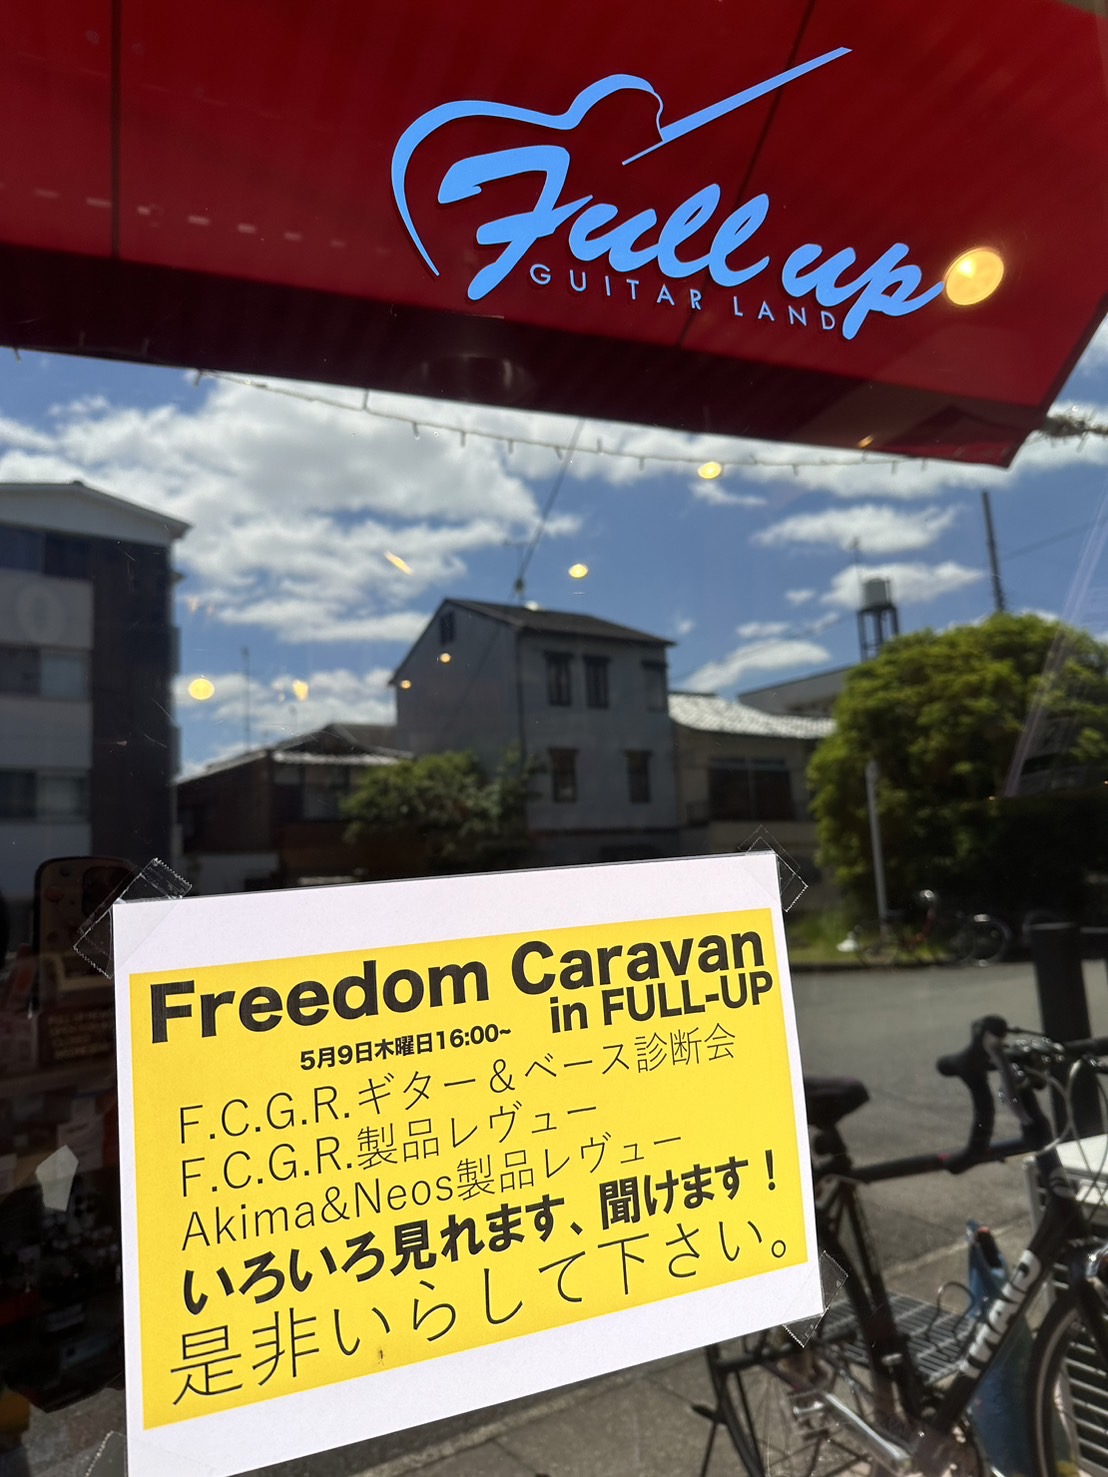 Full up
GUITAR LAND
Freedom Caravan
in FULL-UP
5月9日木曜日16:00~
F.C.G.R.ギター＆ベース診断会
F.C.G.R.製品レヴュー
Akima&Neos製品レヴュー
いろいろ見れます、聞けます！
是非いらして下さい。